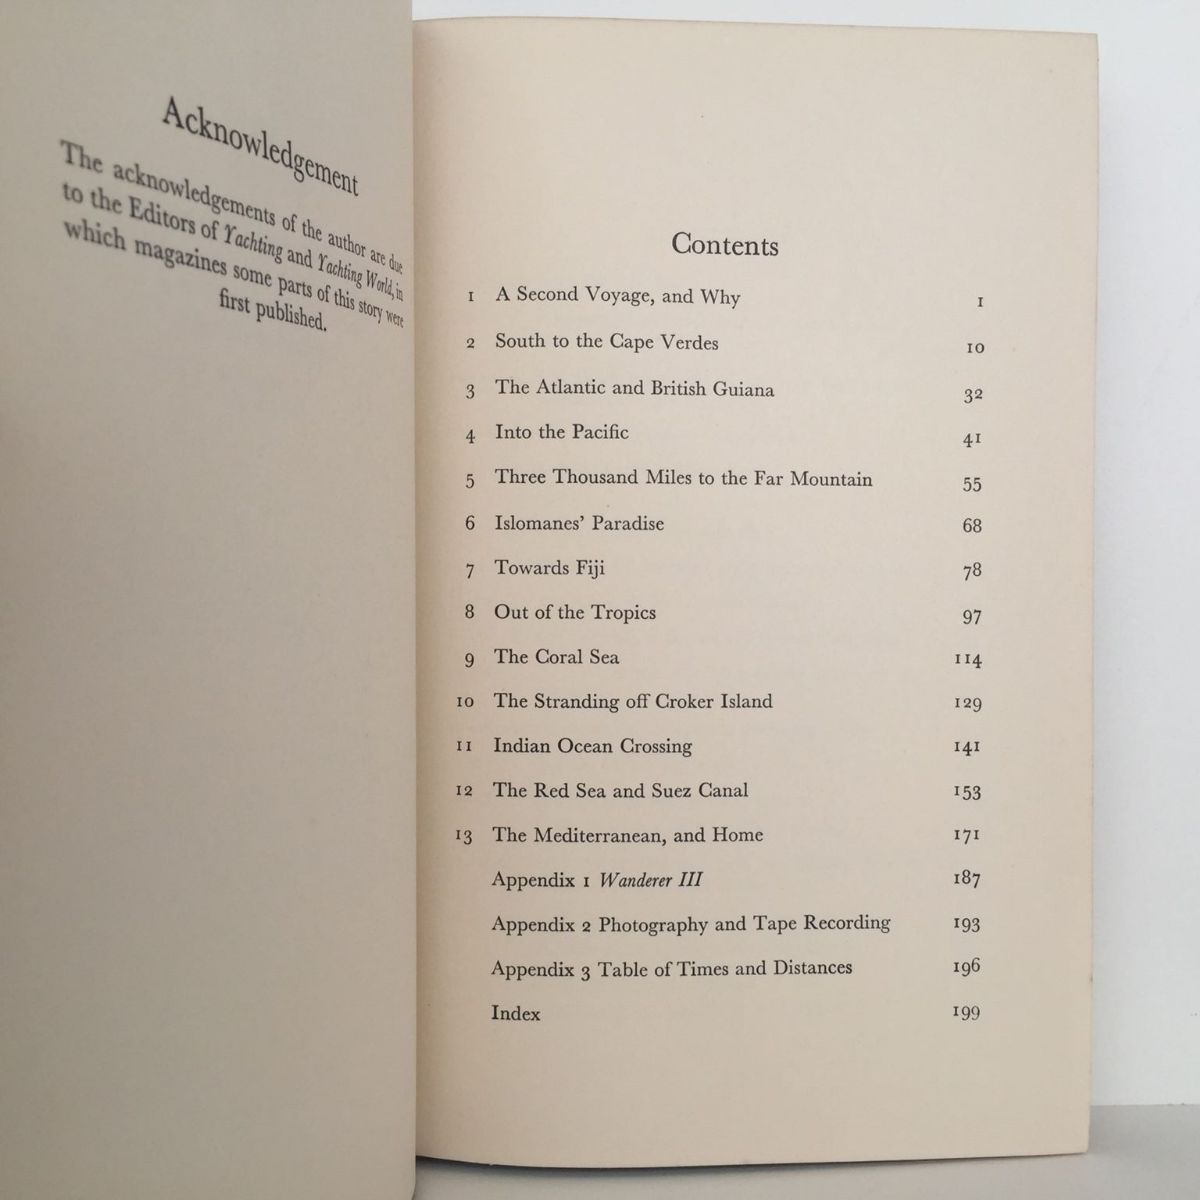 Acknowledgement
The acknowledgements of the author are due
to the Editors of Yachting and Yachting World, in
which magazines some parts of this story were
first published.
Contents
1 A Second Voyage, and Why 1
2 South to the Cape Verdes 10
3 The Atlantic and British Guiana 32
4 Into the Pacific 41
5 Three Thousand Miles to the Far Mountain 55
6 Islomanes' Paradise 68
7 Towards Fiji 78
8 Out of the Tropics 97
9 The Coral Sea 114
10 The Stranding off Croker Island 129
11 Indian Ocean Crossing 141
12 The Red Sea and Suez Canal 153
13 The Mediterranean, and Home 171
Appendix 1 Wanderer III 187
Appendix 2 Photography and Tape Recording 193
Appendix 3 Table of Times and Distances 196
Index 199